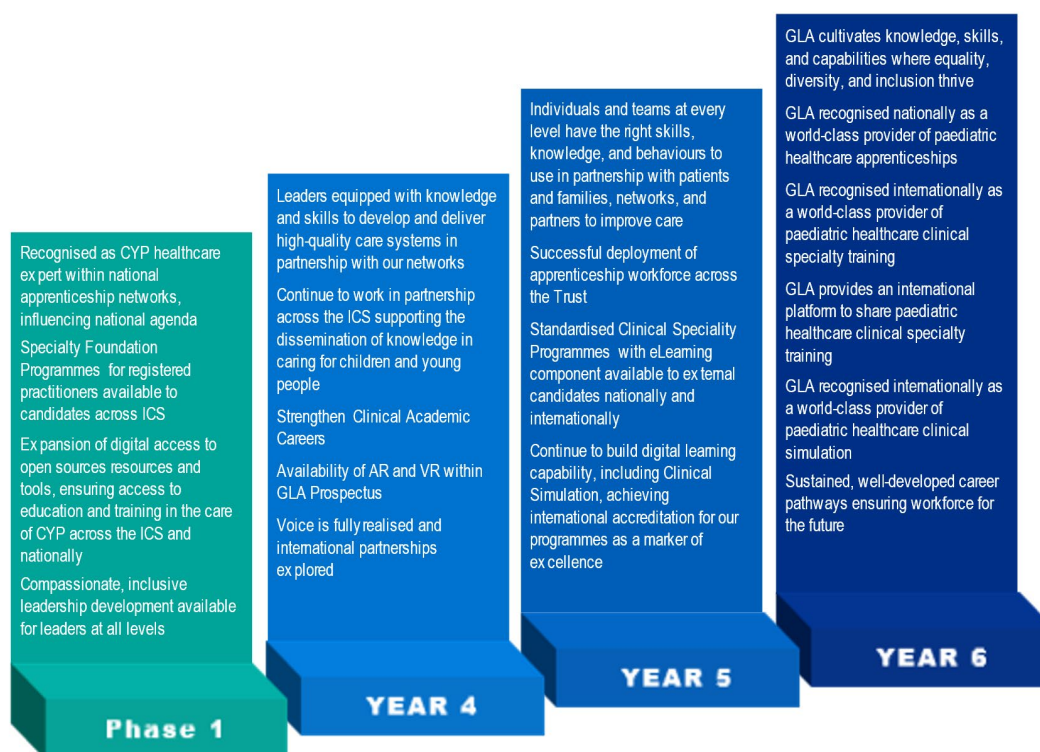 Recognised as CYP healthcare
expert within national
apprenticeship networks,
influencing national agenda
Specialty Foundation
Programmes for registered
practitioners available to
candidates across ICS
Expansion of digital access to
open sources resources and
tools, ensuring access to
education and training in the care
of CYP across the ICS and
nationally
Compassionate, inclusive
leadership development available
for leaders at all levels
Phase 1
Leaders equipped with knowledge
and skills to develop and deliver
high-quality care systems in
partnership with our networks
Continue to work in partnership
across the ICS supporting the
dissemination of knowledge in
caring for children and young
people
Strengthen Clinical Academic
Careers
Availability of AR and VR within
GLA Prospectus
Voice is fully realised and
international partnerships
explored
YEAR 4
Individuals and teams at every
level have the right skills,
knowledge, and behaviours to
use in partnership with patients
and families, networks, and
partners to improve care
Successful deployment of
apprenticeship workforce across
the Trust
Standardised Clinical Speciality
Programmes with eLearning
component available to external
candidates nationally and
internationally
Continue to build digital learning
capability, including Clinical
Simulation, achieving
international accreditation for our
programmes as a marker of
excellence
YEAR 5
GLA cultivates knowledge, skills,
and capabilities where equality,
diversity, and inclusion thrive
GLA recognised nationally as a
world-class provider of paediatric
healthcare apprenticeships
GLA recognised internationally as
a world-class provider of
paediatric healthcare clinical
specialty training
GLA provides an international
platform to share paediatric
healthcare clinical specialty
training
GLA recognised internationally as
a world-class provider of
paediatric healthcare clinical
simulation
Sustained, well-developed career
pathways ensuring workforce for
the future
YEAR 6